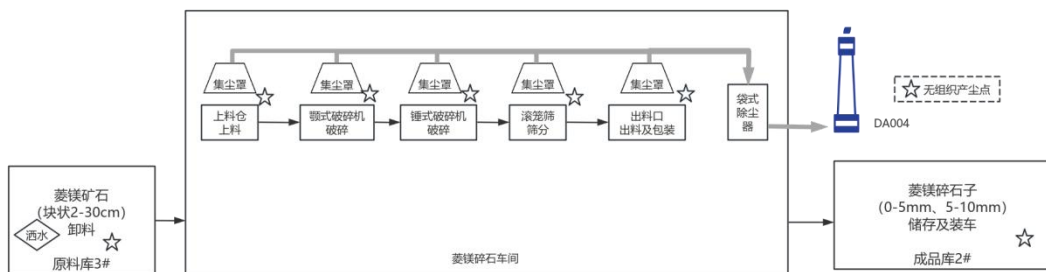 集尘罩
集尘罩
集尘罩
集尘罩
集尘罩
上料仓
上料
颚式破碎机
破碎
锤式破碎机
破碎
滚笼筛
筛分
出料口
出料及包装
袋式
除尘
器
DA004
无组织产尘点
菱镁矿石
(块状2-30cm)
卸料
洒水
原料库3#
菱镁碎石车间
菱镁碎石子
(0-5mm、5-10mm)
储存及装车
成品库2#